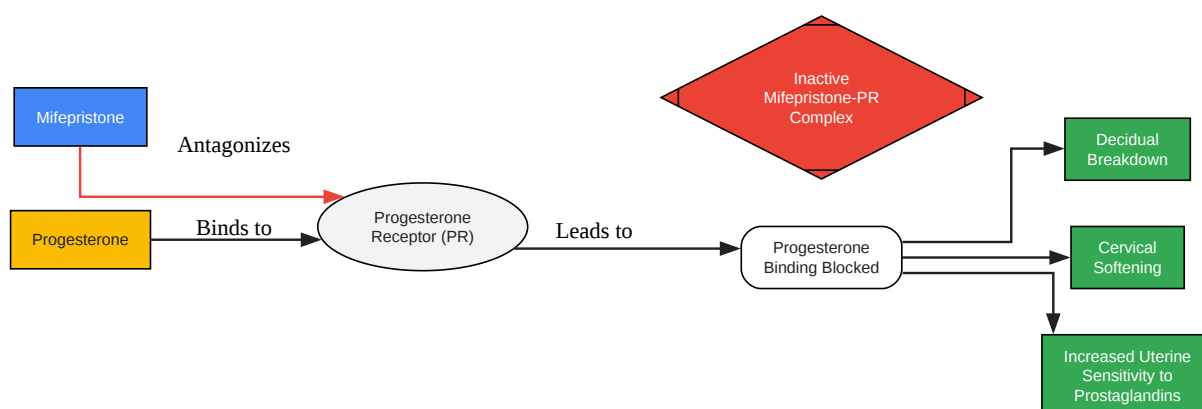 Mifepristone
Antagonizes
Progesterone
Binds to
Progesterone
Receptor (PR)
Leads to
Inactive
Mifepristone-PR
Complex
Progesterone
Binding Blocked
Decidual
Breakdown
Cervical
Softening
Increased Uterine
Sensitivity to
Prostaglandins